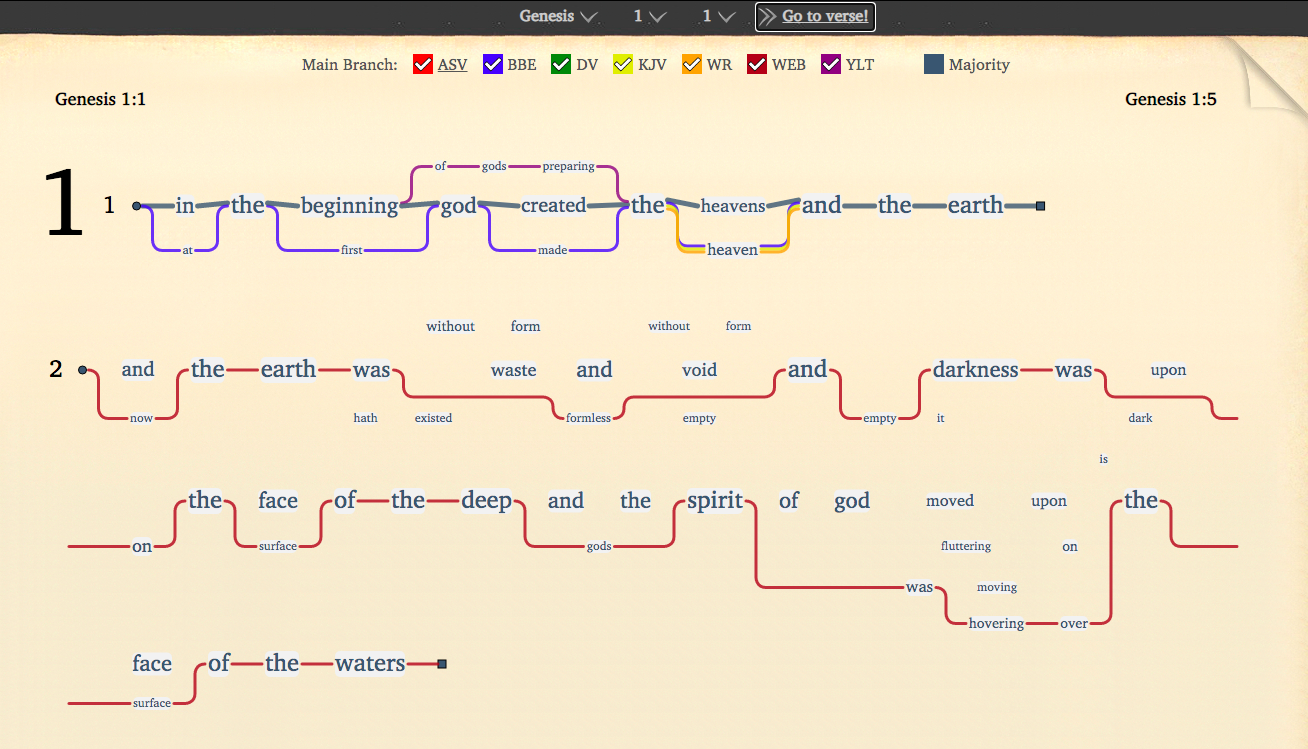 Genesis 1 1 Go to verse!
Main Branch: ASV BBE DV KJV WR WEB YLT Majority
Genesis 1:1 Genesis 1:5
of gods preparing
1 1 in the beginning god created the heavens and the earth
at first made heaven
without form without form
2 and the earth was waste and void and darkness was upon
now hath existed formless empty empty it dark
is
the face of the deep and the spirit of god moved upon the
on surface gods fluttering on
was moving
hovering over
face of the waters
surface